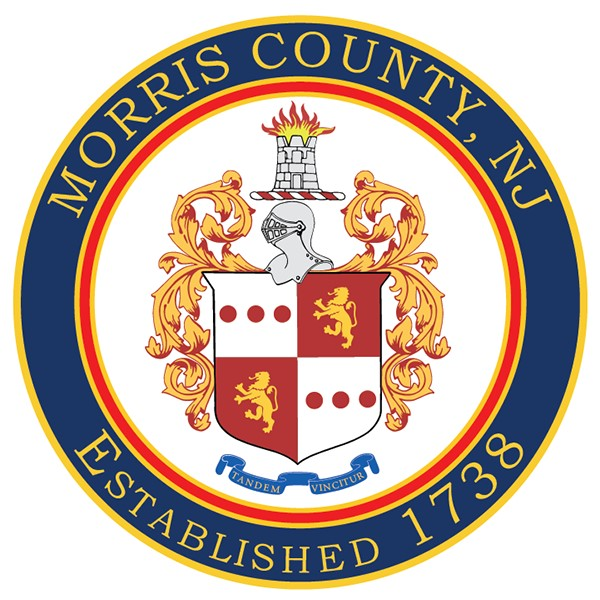 MORRIS COUNTY, NJ
TANDEM VINCITUR
ESTABLISHED 1738